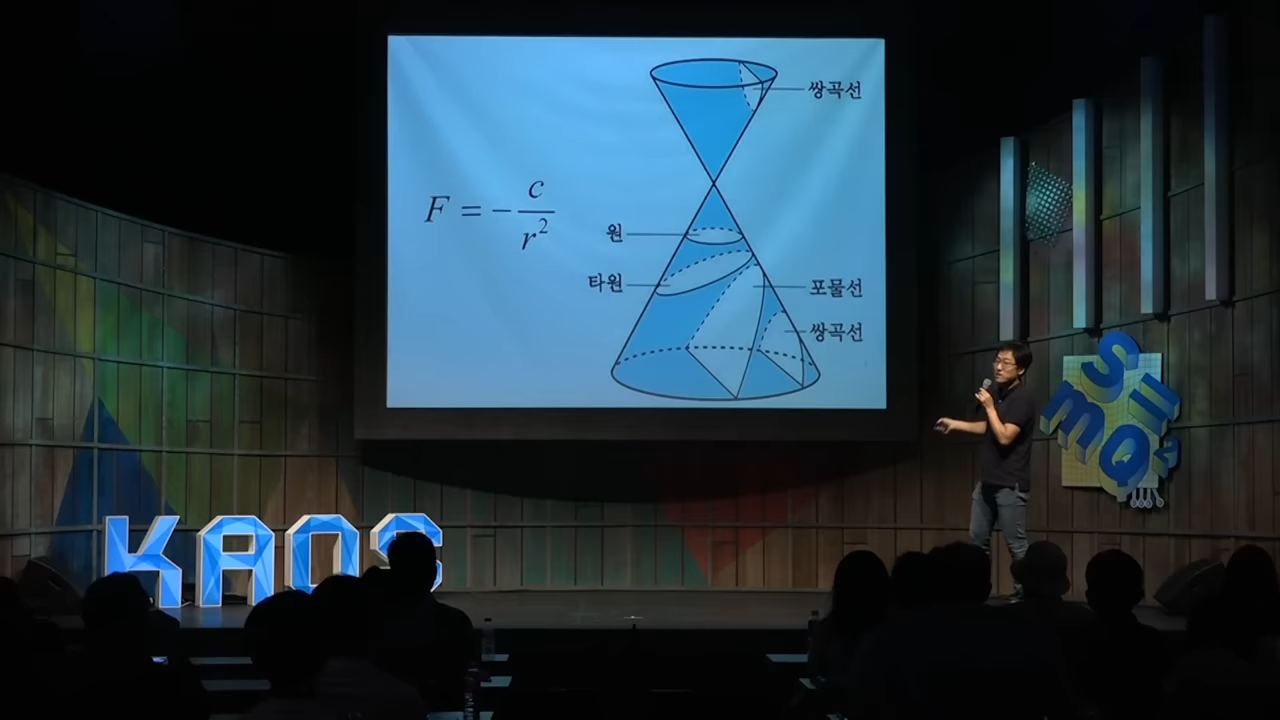 F = - c / r²
쌍곡선
원
타원
포물선
쌍곡선
KAOS